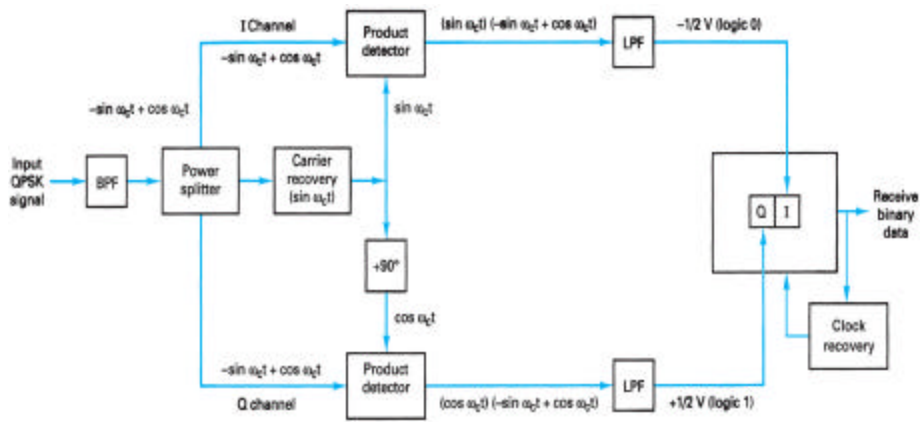 I Channel
–sin ωct + cos ωct
Product
detector
(sin ωct) (–sin ωct + cos ωct)
LPF
–1/2 V (logic 0)
–sin ωct + cos ωct
sin ωct
Input
QPSK
signal
BPF
Power
splitter
Carrier
recovery
(sin ωct)
Q I
Receive
binary
data
+90°
cos ωct
Clock
recovery
–sin ωct + cos ωct
Q channel
Product
detector
(cos ωct) (–sin ωct + cos ωct)
LPF
+1/2 V (logic 1)